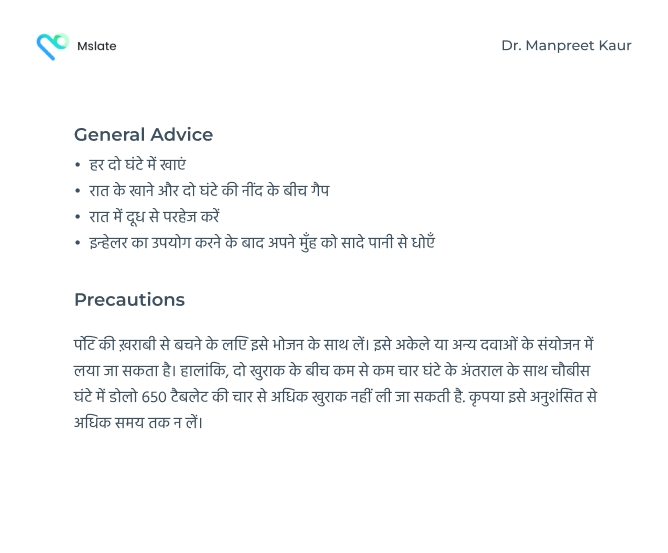 Mslate
Dr. Manpreet Kaur
General Advice
• हर दो घंटे में खाएं
• रात के खाने और दो घंटे की नींद के बीच गैप
• रात में दूध से परहेज करें
• इन्हेलर का उपयोग करने के बाद अपने मुँह को सादे पानी से धोएँ
Precautions
पेटि की ख़राबी से बचने के लिए इसे भोजन के साथ लें। इसे अकेले या अन्य दवाओं के संयोजन में
लया जा सकता है। हालांकि, दो खुराक के बीच कम से कम चार घंटे के अंतराल के साथ चौबीस
घंटे में डोलो 650 टैबलेट की चार से अधिक खुराक नहीं ली जा सकती है. कृपया इसे अनुशंसित से
अधिक समय तक न लें।